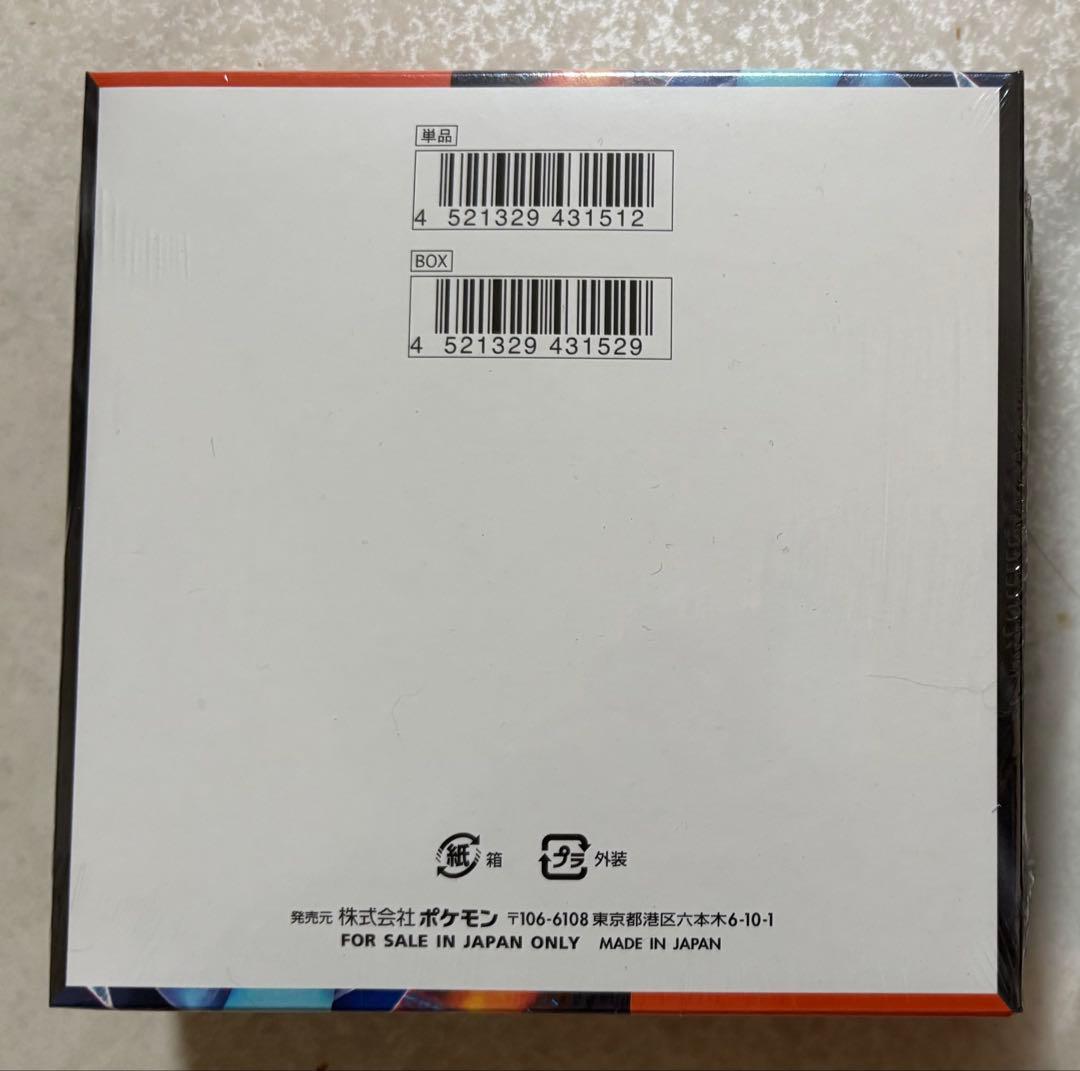 単品
4 521329 431512
BOX
4 521329 431529
紙 箱 プラ 外装
発売元 株式会社 ポケモン 〒106-6108 東京都港区六本木6-10-1
FOR SALE IN JAPAN ONLY MADE IN JAPAN